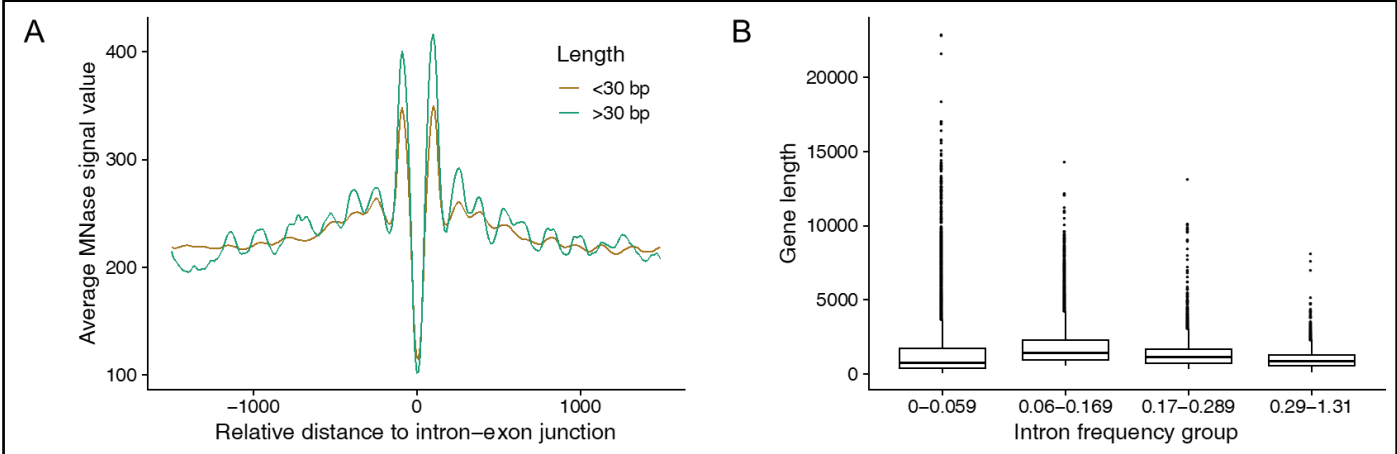 A
Average MNase signal value
400
300
200
100
Length
<30 bp
>30 bp
−1000
0
1000
Relative distance to intron−exon junction
B
Gene length
20000
15000
10000
5000
0
0−0.059
0.06−0.169
0.17−0.289
0.29−1.31
Intron frequency group